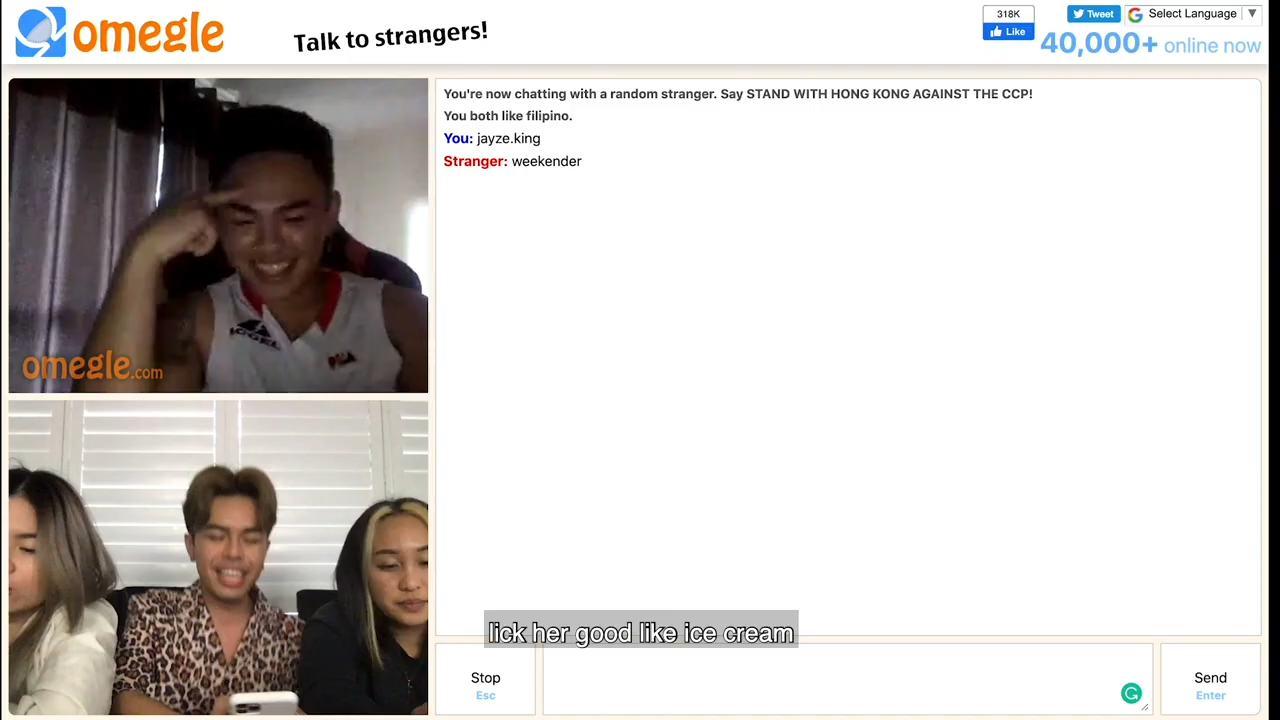 omegle
Talk to strangers!
318K
Like
Tweet
Select Language
40,000+ online now
You're now chatting with a random stranger. Say STAND WITH HONG KONG AGAINST THE CCP!
You both like filipino.
You: jayze.king
Stranger: weekender
omegle.com
lick her good like ice cream
Stop
Esc
Send
Enter